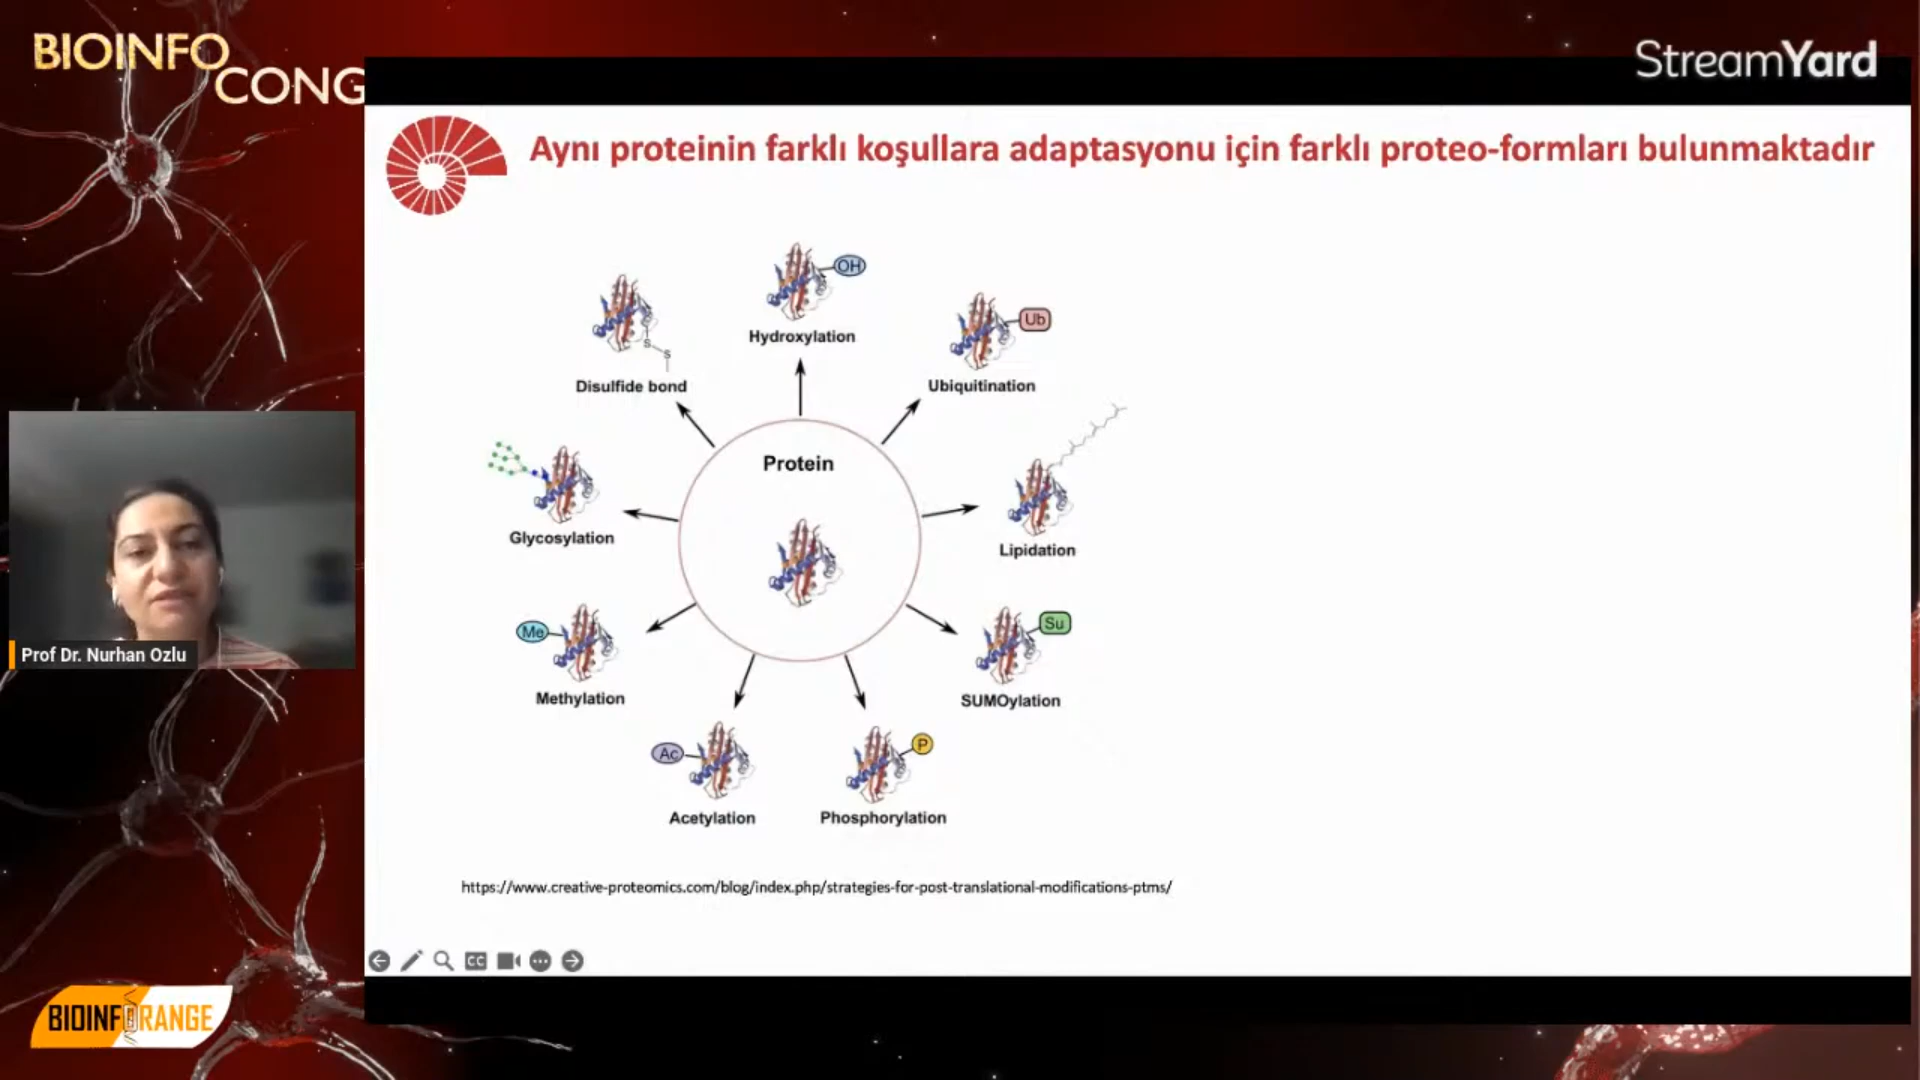 BIOINFO
CONG
StreamYard
Aynı proteinin farklı koşullara adaptasyonu için farklı proteo-formları bulunmaktadır
OH
Hydroxylation
S
S
Disulfide bond
Ub
Ubiquitination
Protein
Glycosylation
Lipidation
Me
Methylation
Su
SUMOylation
Ac
Acetylation
P
Phosphorylation
Prof Dr. Nurhan Ozlu
https://www.creative-proteomics.com/blog/index.php/strategies-for-post-translational-modifications-ptms/
CC
BIOINFORANGE